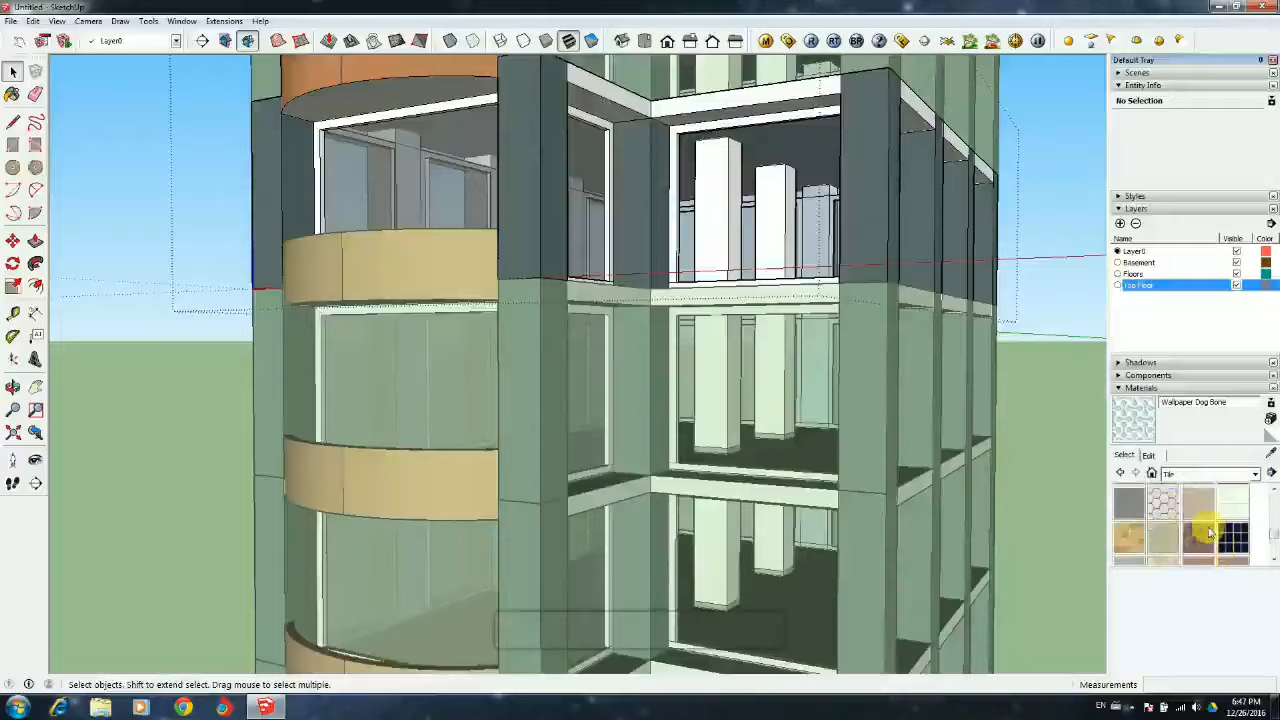 Untitled - SketchUp
File Edit View Camera Draw Tools Window Extensions Help
Layer0
Default Tray
Scenes
Entity Info
No Selection
Styles
Layers
Name Visible Color
Layer0
Basement
Floors
Top Floor
Shadows
Components
Materials
Wallpaper Dog Bone
Select Edit
Tile
Select objects. Shift to extend select. Drag mouse to select multiple.
Measurements
EN
6:47 PM
12/26/2016